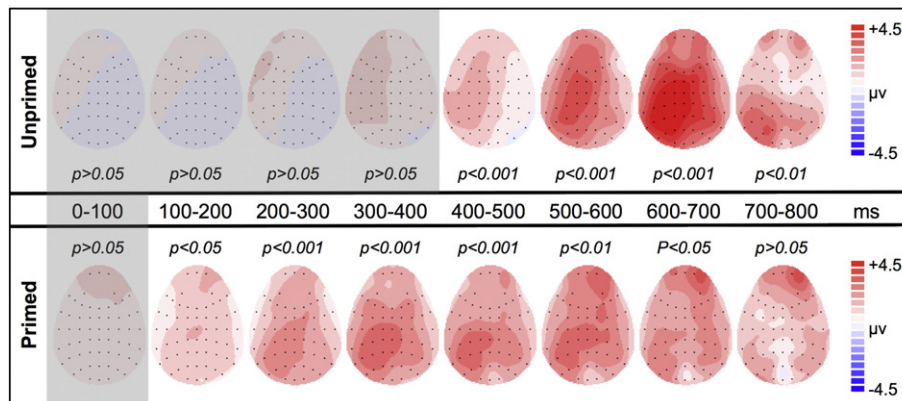 Unprimed
+4.5
μv
-4.5
p>0.05 p>0.05 p>0.05 p>0.05 p<0.001 p<0.001 p<0.001 p<0.01
0-100 100-200 200-300 300-400 400-500 500-600 600-700 700-800 ms
p>0.05 p<0.05 p<0.001 p<0.001 p<0.001 p<0.01 P<0.05 p>0.05
Primed
+4.5
μv
-4.5